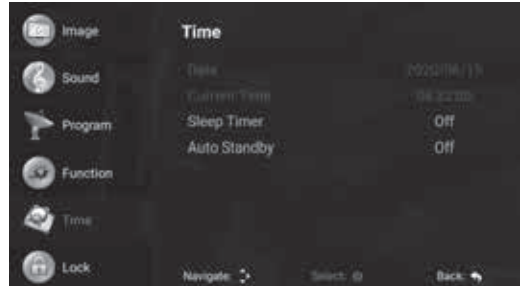 Image
Sound
Program
Function
Time
Lock
Time
Date 2020/06/15
Current Time
Sleep Timer Off
Auto Standby Off
Navigate: Select: Back: